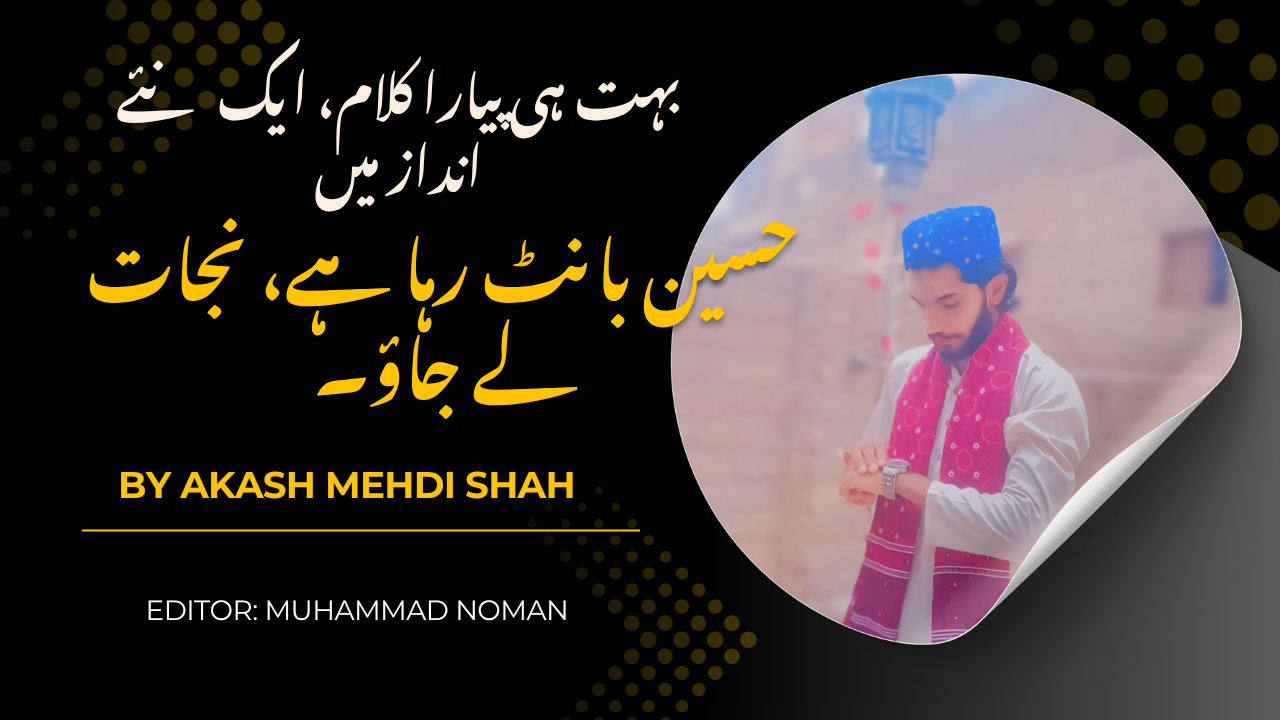 بہت ہی پیارا کلام، ایک نئے
انداز میں
حسین بانٹ رہا ہے، نجات
لے جاؤ۔
BY AKASH MEHDI SHAH
EDITOR: MUHAMMAD NOMAN